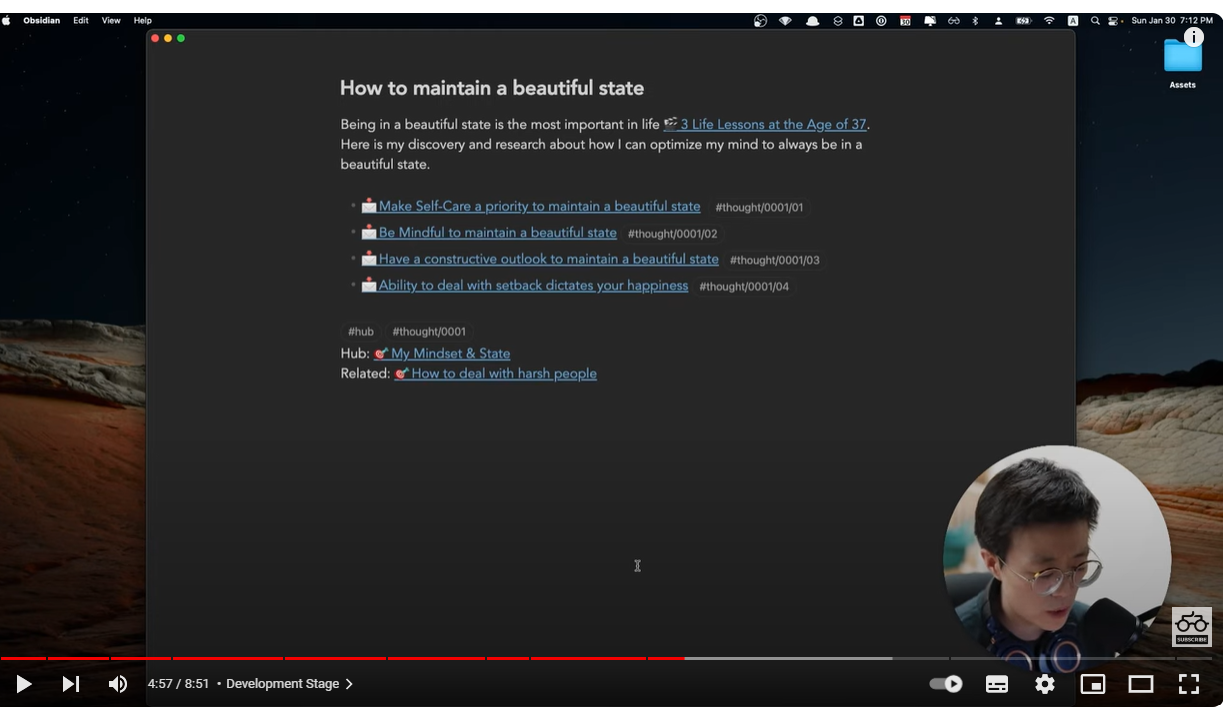 Obsidian Edit View Help
Sun Jan 30 7:12 PM
Assets
How to maintain a beautiful state
Being in a beautiful state is the most important in life 🎬 3 Life Lessons at the Age of 37.
Here is my discovery and research about how I can optimize my mind to always be in a
beautiful state.
📩 Make Self-Care a priority to maintain a beautiful state #thought/0001/01
📩 Be Mindful to maintain a beautiful state #thought/0001/02
📩 Have a constructive outlook to maintain a beautiful state #thought/0001/03
📩 Ability to deal with setback dictates your happiness #thought/0001/04
#hub #thought/0001
Hub: 🎯 My Mindset & State
Related: 🎯 How to deal with harsh people
SUBSCRIBE
4:57 / 8:51 • Development Stage